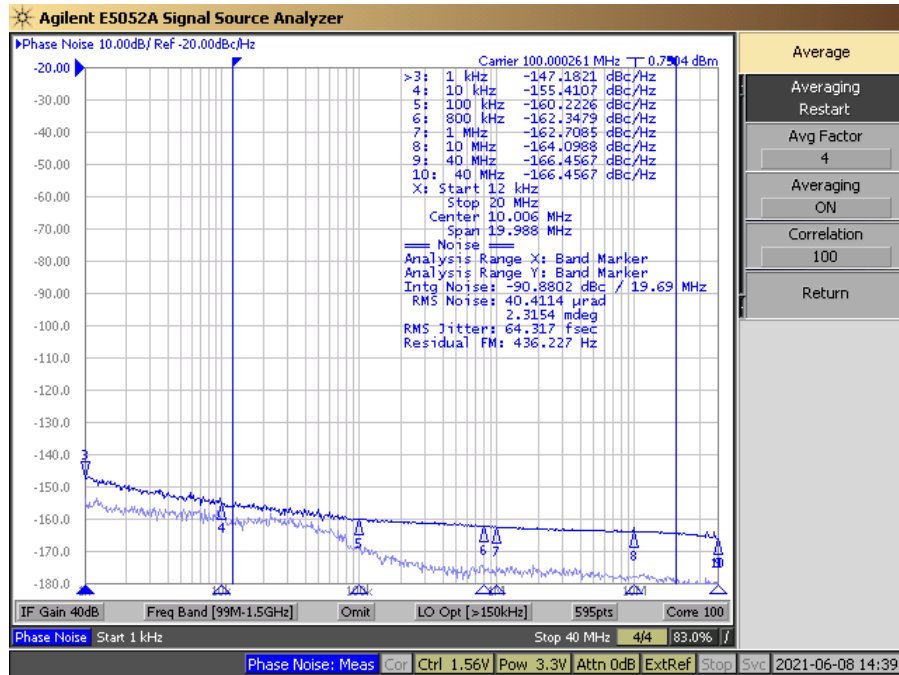 Agilent E5052A Signal Source Analyzer
Phase Noise 10.00dB/ Ref -20.00dBc/Hz
Carrier 100.000261 MHz 0.7504 dBm
>3: 1 kHz -147.1821 dBc/Hz
4: 10 kHz -155.4107 dBc/Hz
5: 100 kHz -160.2226 dBc/Hz
6: 800 kHz -162.3479 dBc/Hz
7: 1 MHz -162.7085 dBc/Hz
8: 10 MHz -164.0988 dBc/Hz
9: 40 MHz -166.4567 dBc/Hz
10: 40 MHz -166.4567 dBc/Hz
X: Start 12 kHz
Stop 20 MHz
Center 10.006 MHz
Span 19.988 MHz
=== Noise ===
Analysis Range X: Band Marker
Analysis Range Y: Band Marker
Intg Noise: -90.8802 dBc / 19.69 MHz
RMS Noise: 40.4114 µrad
2.3154 mdeg
RMS Jitter: 64.317 fsec
Residual FM: 436.227 Hz
-20.00
-30.00
-40.00
-50.00
-60.00
-70.00
-80.00
-90.00
-100.0
-110.0
-120.0
-130.0
-140.0
-150.0
-160.0
-170.0
-180.0
3
4
5
6
7
8
10k
100k
10M
IF Gain 40dB
Freq Band [99M-1.5GHz]
Omit
LO Opt [>150kHz]
595pts
Corre 100
Phase Noise Start 1 kHz
Stop 40 MHz
4/4
83.0%
Phase Noise: Meas
Cor
Ctrl 1.56V
Pow 3.3V
Attn 0dB
ExtRef
Stop
Svc
2021-06-08 14:39
Average
Averaging
Restart
Avg Factor
4
Averaging
ON
Correlation
100
Return